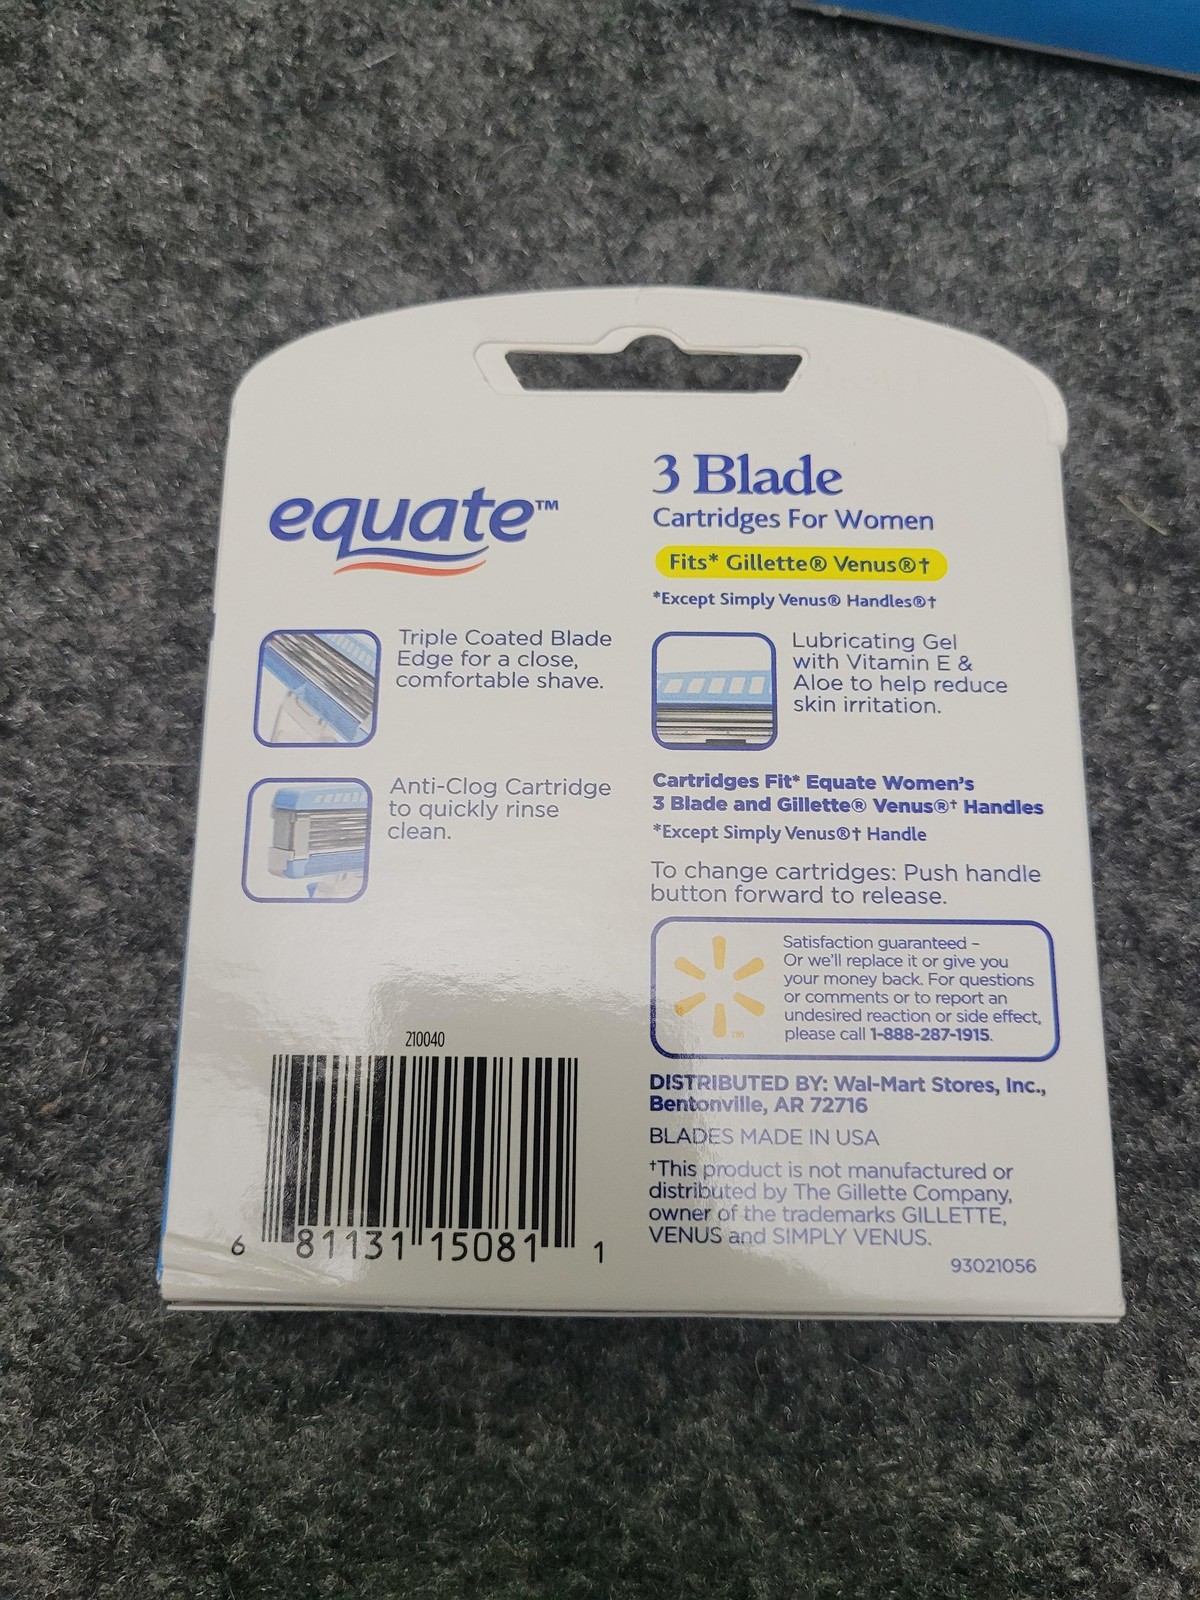 equate™
3 Blade
Cartridges For Women
Fits* Gillette® Venus®†
*Except Simply Venus® Handles®†
Triple Coated Blade
Edge for a close,
comfortable shave.
Lubricating Gel
with Vitamin E &
Aloe to help reduce
skin irritation.
Anti-Clog Cartridge
to quickly rinse
clean.
Cartridges Fit* Equate Women's
3 Blade and Gillette® Venus®† Handles
*Except Simply Venus®† Handle
To change cartridges: Push handle
button forward to release.
Satisfaction guaranteed –
Or we'll replace it or give you
your money back. For questions
or comments or to report an
undesired reaction or side effect,
please call 1-888-287-1915.
210040
6 81131 15081 1
DISTRIBUTED BY: Wal-Mart Stores, Inc.,
Bentonville, AR 72716
BLADES MADE IN USA
†This product is not manufactured or
distributed by The Gillette Company,
owner of the trademarks GILLETTE,
VENUS and SIMPLY VENUS.
93021056